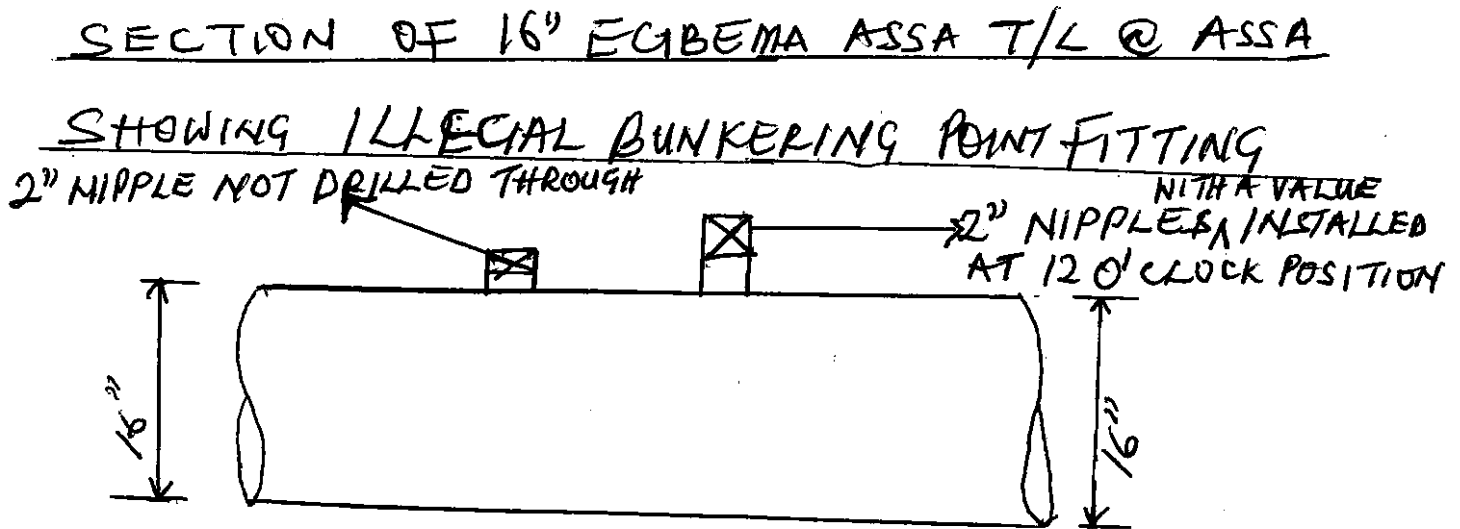 SECTION OF 16" EGBEMA ASSA T/L @ ASSA
SHOWING ILLEGAL BUNKERING POINT FITTING
2" NIPPLE NOT DRILLED THROUGH
WITH A VALUE
2" NIPPLES ^ INSTALLED
AT 12 O'CLOCK POSITION
16"
16"